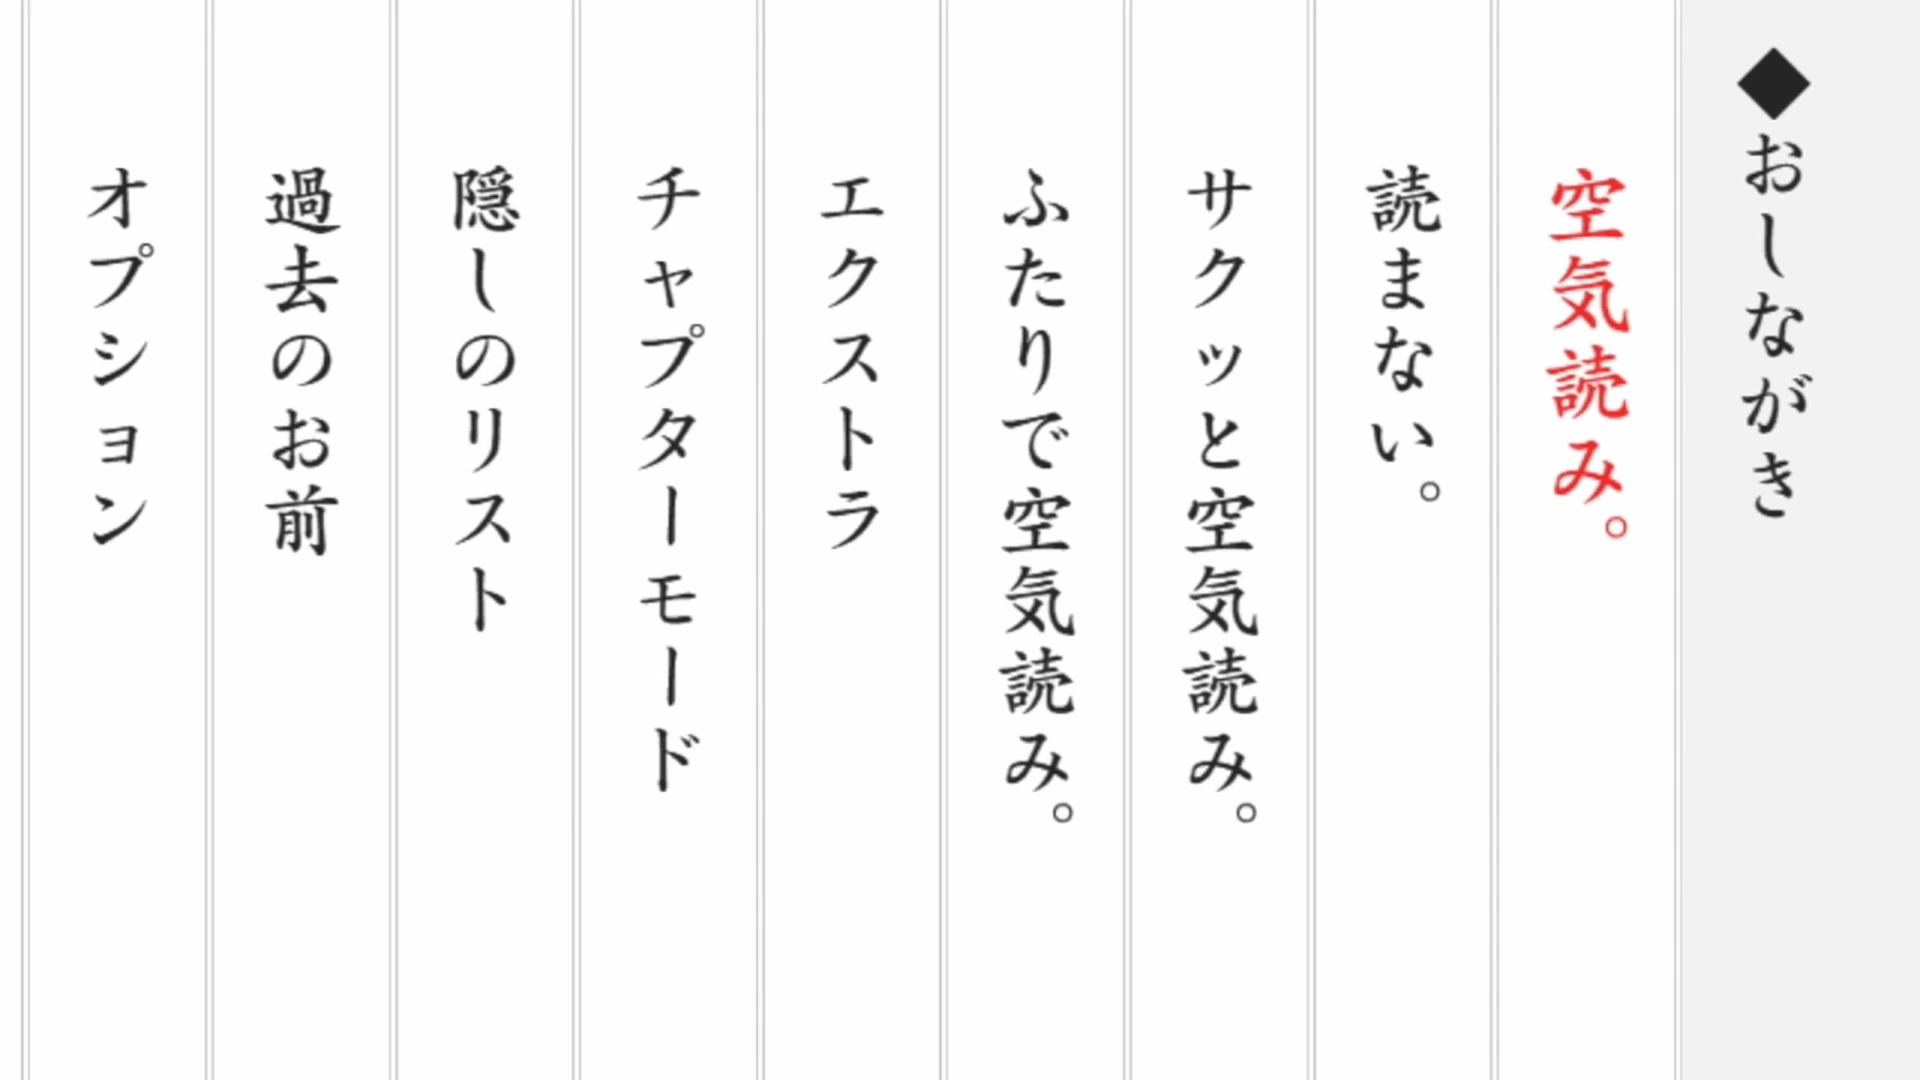 ◆おしながき
空気読み。
読まない。
サクッと空気読み。
ふたりで空気読み。
エクストラ
チャプターモード
隠しのリスト
過去のお前
オプション